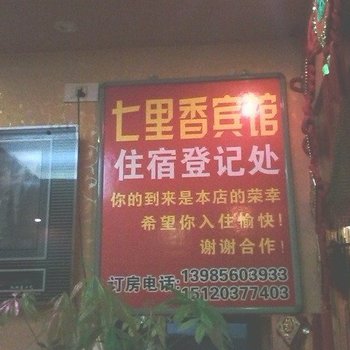 七里香宾馆
住宿登记处
你的到来是本店的荣幸
希望你入住愉快!
谢谢合作!
订房电话:13985603933
15120377403